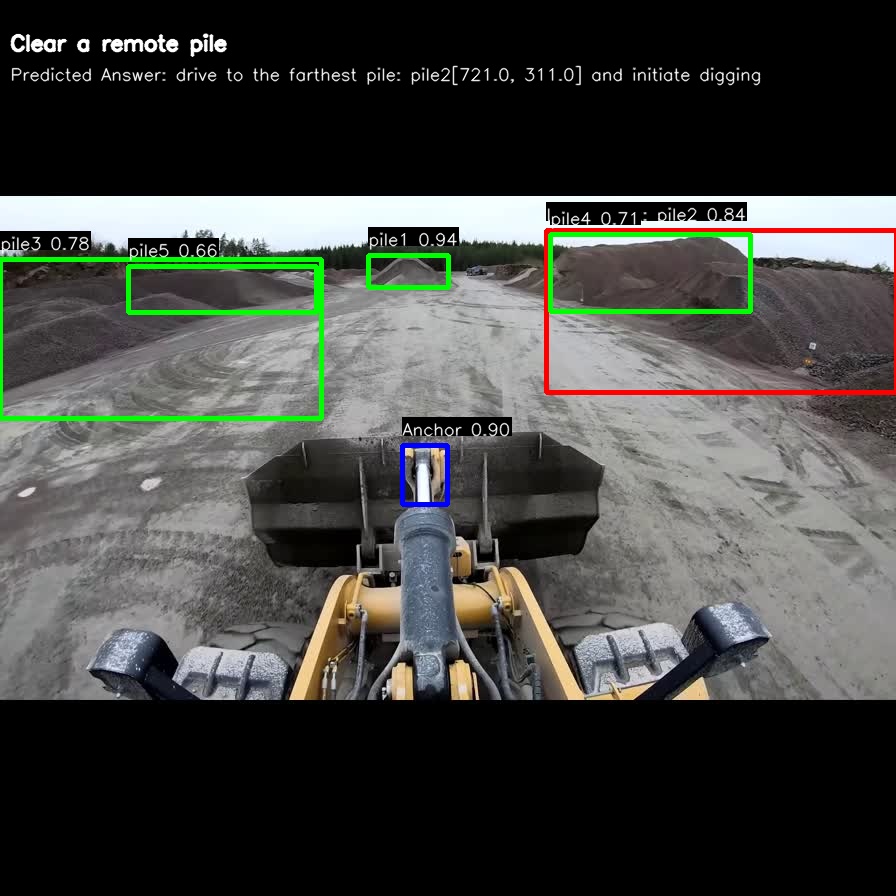 Clear a remote pile
Predicted Answer: drive to the farthest pile: pile2[721.0, 311.0] and initiate digging
pile4 0.71: pile2 0.84
pile3 0.78
pile5 0.66
pile1 0.94
Anchor 0.90